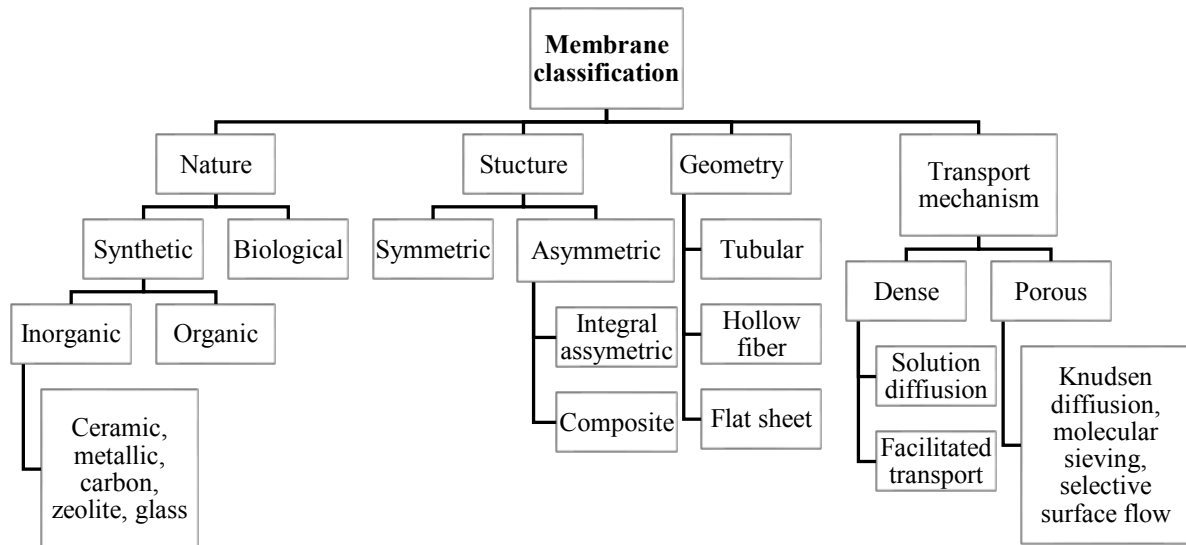 Membrane
classification
Nature
Stucture
Geometry
Transport
mechanism
Synthetic
Biological
Symmetric
Asymmetric
Tubular
Dense
Porous
Inorganic
Organic
Integral
assymetric
Hollow
fiber
Solution
diffiusion
Knudsen
diffiusion,
molecular
sieving,
selective
surface flow
Ceramic,
metallic,
carbon,
zeolite, glass
Composite
Flat sheet
Facilitated
transport